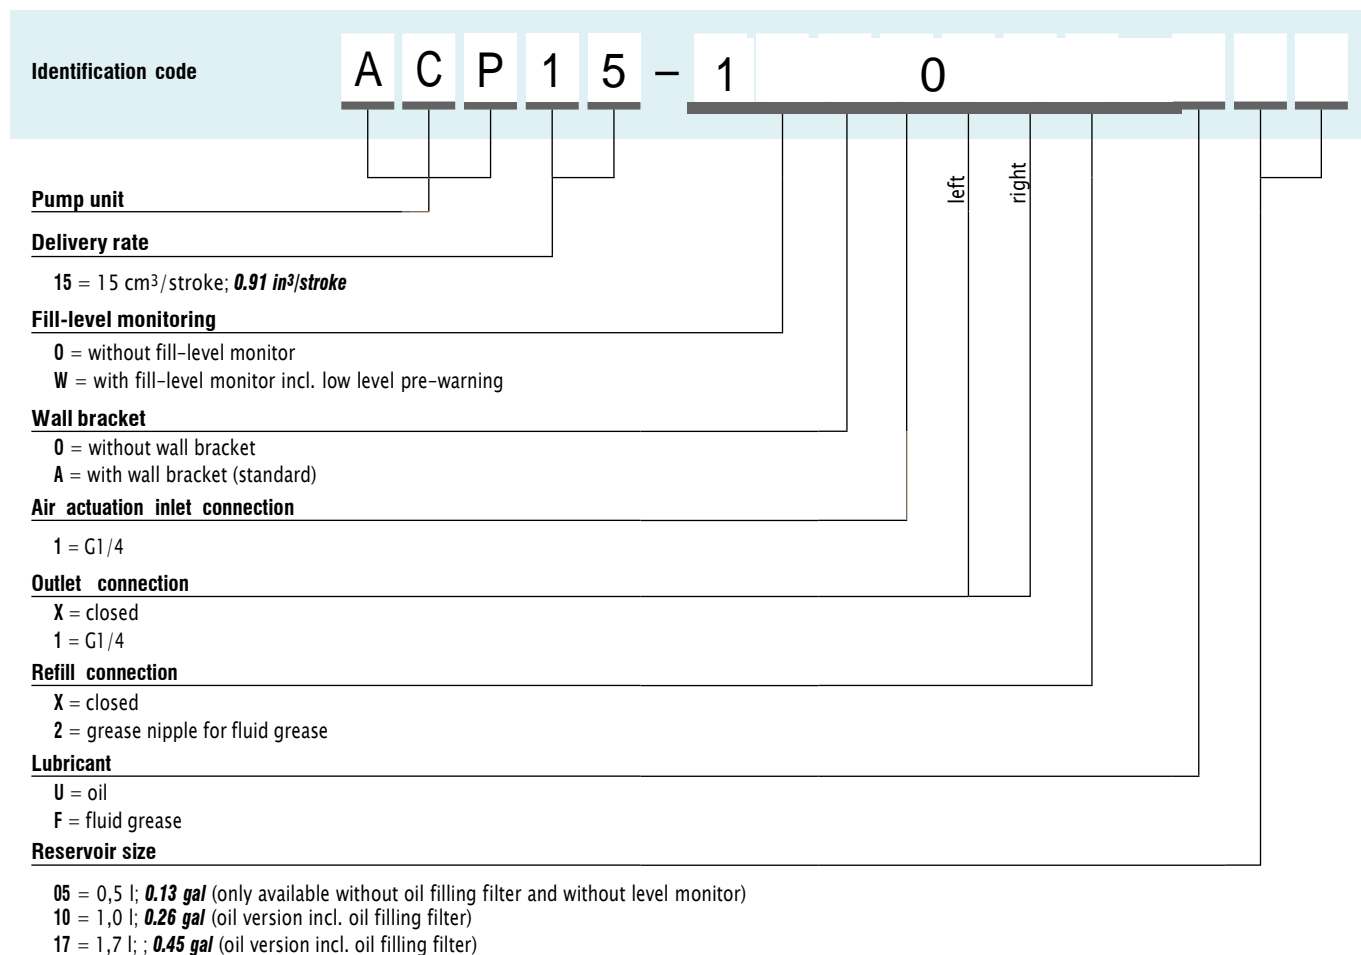 Identification code A C P 1 5 – 1 0
left right
Pump unit
Delivery rate
15 = 15 cm³/stroke; 0.91 in³/stroke
Fill-level monitoring
0 = without fill-level monitor
W = with fill-level monitor incl. low level pre-warning
Wall bracket
0 = without wall bracket
A = with wall bracket (standard)
Air actuation inlet connection
1 = G1/4
Outlet connection
X = closed
1 = G1/4
Refill connection
X = closed
2 = grease nipple for fluid grease
Lubricant
U = oil
F = fluid grease
Reservoir size
05 = 0,5 l; 0.13 gal (only available without oil filling filter and without level monitor)
10 = 1,0 l; 0.26 gal (oil version incl. oil filling filter)
17 = 1,7 l; ; 0.45 gal (oil version incl. oil filling filter)